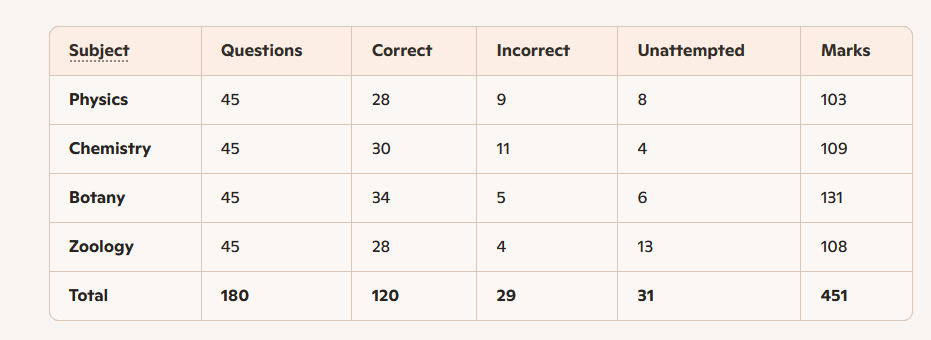 Subject Questions Correct Incorrect Unattempted Marks
Physics 45 28 9 8 103
Chemistry 45 30 11 4 109
Botany 45 34 5 6 131
Zoology 45 28 4 13 108
Total 180 120 29 31 451